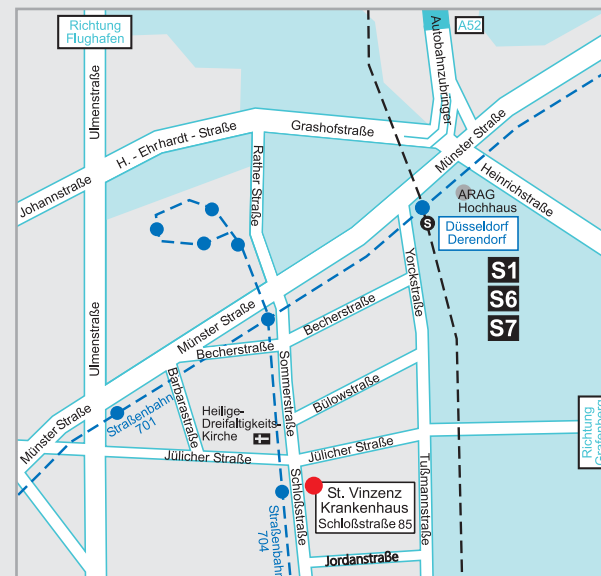 Richtung
Flughafen
A52
Autobahnzubringer
Ulmenstraße
H. - Ehrhardt - Straße
Grashofstraße
Münster Straße
Johannstraße
Rather Straße
Heinrichstraße
ARAG
Hochhaus
S
Düsseldorf
Derendorf
Yorckstraße
S1
S6
S7
Ulmenstraße
Münster Straße
Becherstraße
Becherstraße
Sommerstraße
Barbarastraße
Bülowstraße
Münster Straße
Straßenbahn
701
Heilige-
Dreifaltigkeits-
Kirche
Richtung
Grafenberg
Jülicher Straße
Jülicher Straße
Tußmannstraße
Schloßstraße
St. Vinzenz
Krankenhaus
Schloßstraße 85
Straßenbahn
704
Jordanstraße